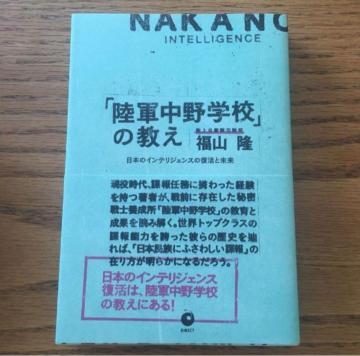 NAKANO
INTELLIGENCE
「陸軍中野学校」
の教え
福山 隆
日本のインテリジェンスの復活と未来
現役時代、諜報任務に携わった経験
を持つ著者が、戦前に存在した秘密
戦士養成所「陸軍中野学校」の教育と
成果を読み解く。世界トップクラスの
諜報能力を誇った彼らの歴史を辿
れば、「日本民族にふさわしい諜報」の
在り方が明らかになるだろう。
日本のインテリジェンス
復活は、陸軍中野学校
の教えにある!
DIRECT